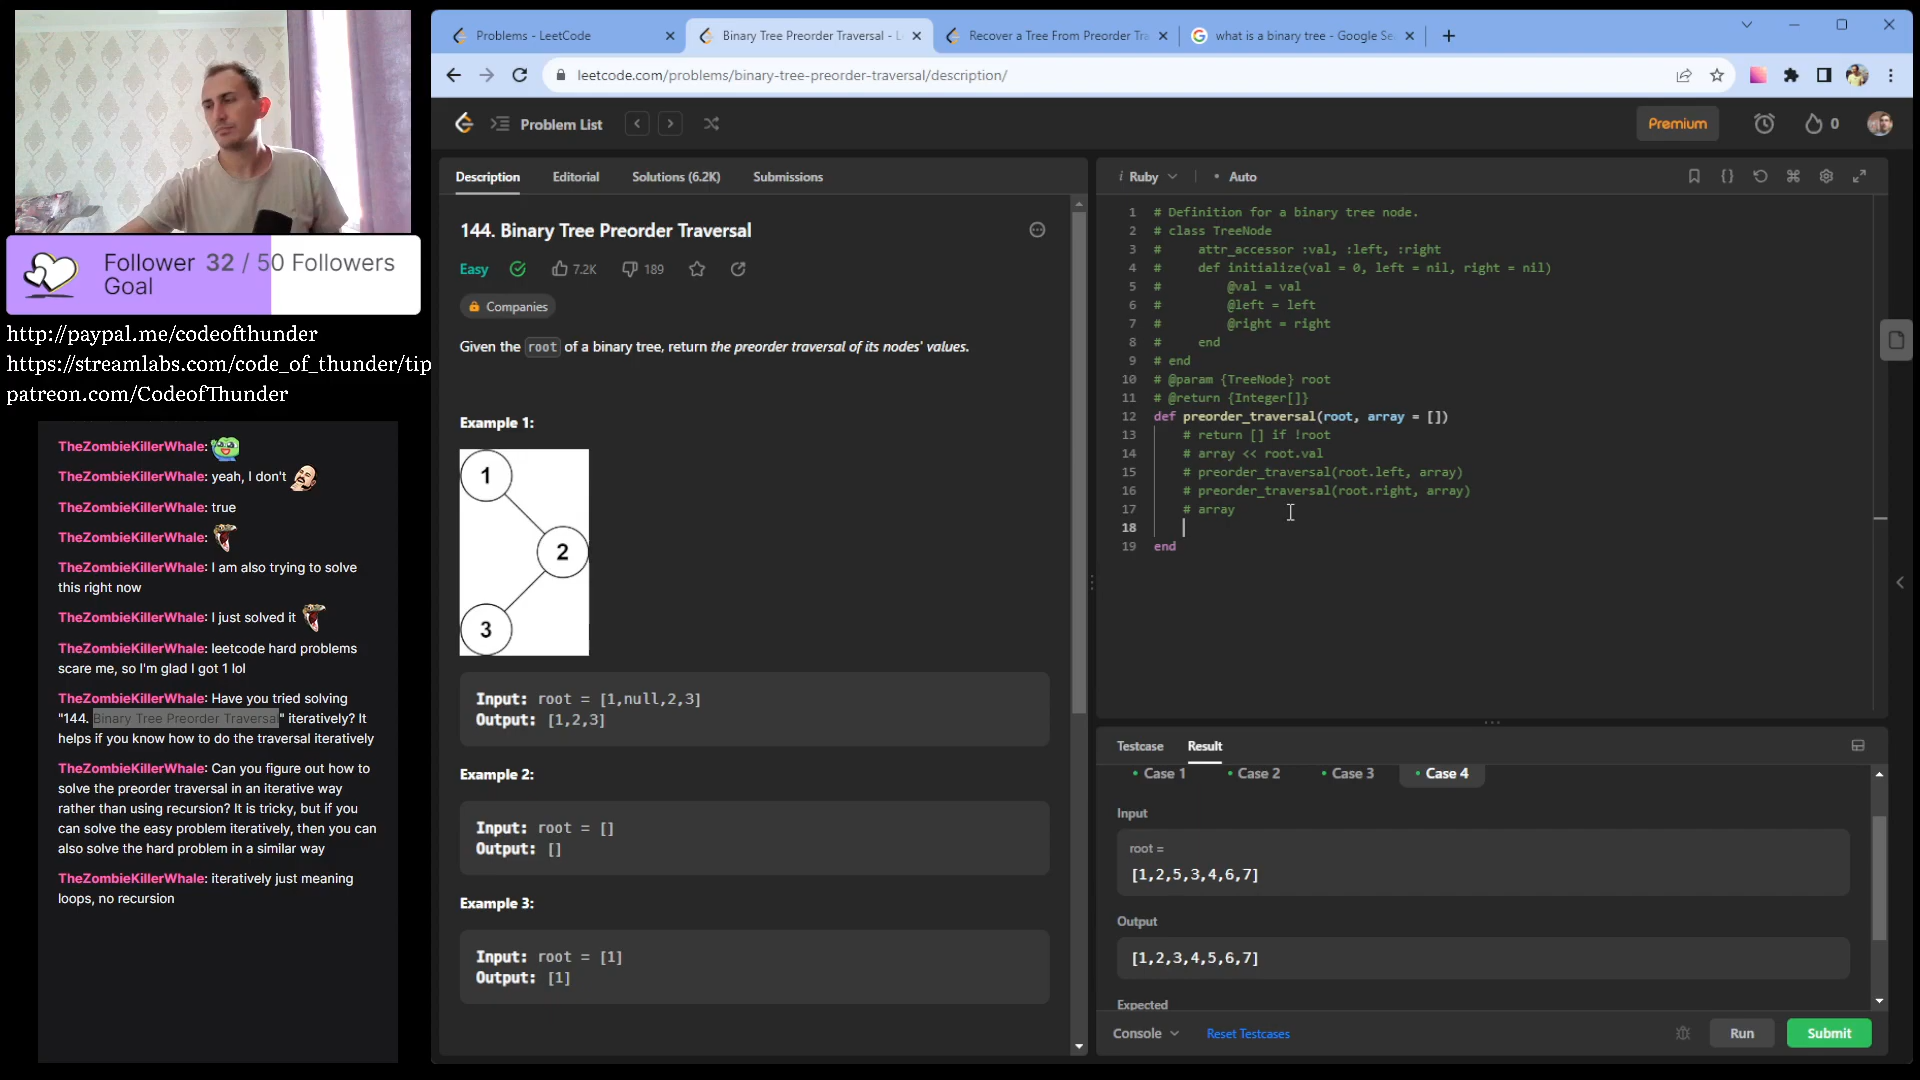 Follower 32 / 50 Followers
Goal
http://paypal.me/codeofthunder
https://streamlabs.com/code_of_thunder/tip
patreon.com/CodeofThunder
TheZombieKillerWhale:
TheZombieKillerWhale: yeah, I don't
TheZombieKillerWhale: true
TheZombieKillerWhale:
TheZombieKillerWhale: I am also trying to solve
this right now
TheZombieKillerWhale: I just solved it
TheZombieKillerWhale: leetcode hard problems
scare me, so I'm glad I got 1 lol
TheZombieKillerWhale: Have you tried solving
"144. Binary Tree Preorder Traversal" iteratively? It
helps if you know how to do the traversal iteratively
TheZombieKillerWhale: Can you figure out how to
solve the preorder traversal in an iterative way
rather than using recursion? It is tricky, but if you
can solve the easy problem iteratively, then you can
also solve the hard problem in a similar way
TheZombieKillerWhale: iteratively just meaning
loops, no recursion
Problems - LeetCode
Binary Tree Preorder Traversal - L
Recover a Tree From Preorder Tra
what is a binary tree - Google Se
leetcode.com/problems/binary-tree-preorder-traversal/description/
Problem List
Premium
0
Description
Editorial
Solutions (6.2K)
Submissions
144. Binary Tree Preorder Traversal
Easy
7.2K
189
Companies
Given the root of a binary tree, return the preorder traversal of its nodes' values.
Example 1:
1
2
3
Input: root = [1,null,2,3]
Output: [1,2,3]
Example 2:
Input: root = []
Output: []
Example 3:
Input: root = [1]
Output: [1]
i Ruby
• Auto
{}
1 # Definition for a binary tree node.
2 # class TreeNode
3 #     attr_accessor :val, :left, :right
4 #     def initialize(val = 0, left = nil, right = nil)
5 #         @val = val
6 #         @left = left
7 #         @right = right
8 #     end
9 # end
10 # @param {TreeNode} root
11 # @return {Integer[]}
12 def preorder_traversal(root, array = [])
13     # return [] if !root
14     # array << root.val
15     # preorder_traversal(root.left, array)
16     # preorder_traversal(root.right, array)
17     # array
18
19 end
Testcase
Result
• Case 1
• Case 2
• Case 3
• Case 4
Input
root =
[1,2,5,3,4,6,7]
Output
[1,2,3,4,5,6,7]
Expected
Console
Reset Testcases
Run
Submit